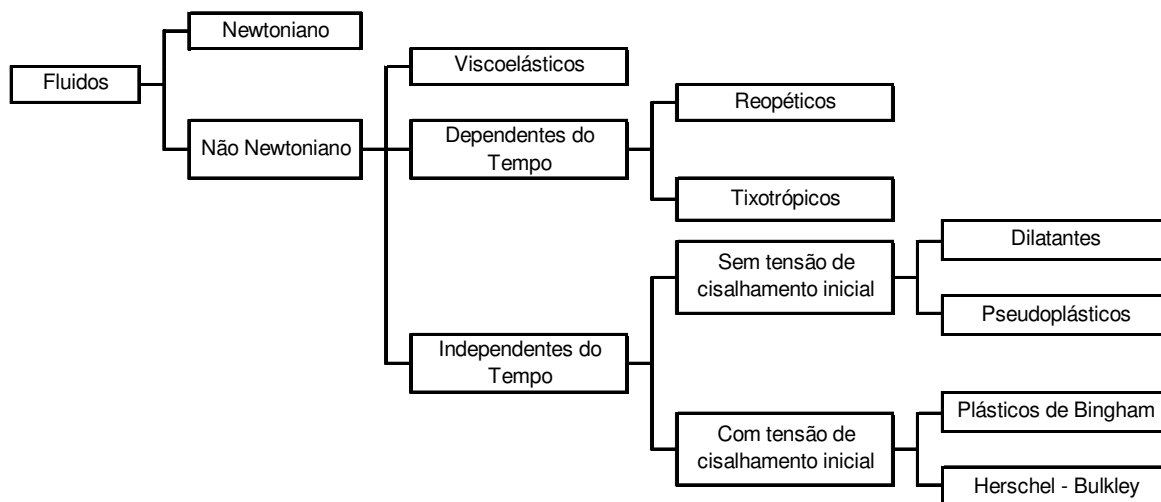 Fluidos
Newtoniano
Não Newtoniano
Viscoelásticos
Dependentes do
Tempo
Reopéticos
Tixotrópicos
Independentes do
Tempo
Sem tensão de
cisalhamento inicial
Dilatantes
Pseudoplásticos
Com tensão de
cisalhamento inicial
Plásticos de Bingham
Herschel - Bulkley